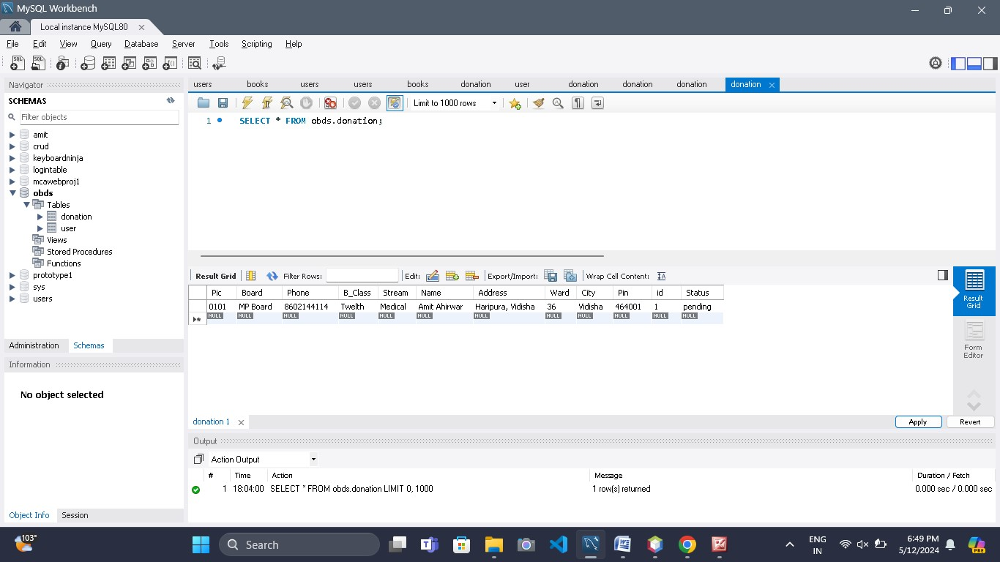 MySQL Workbench
Local instance MySQL80
File Edit View Query Database Server Tools Scripting Help
Navigator
SCHEMAS
Filter objects
amit
crud
keyboardninja
logintable
mcawebproj1
obds
Tables
donation
user
Views
Stored Procedures
Functions
prototype1
sys
users
Administration Schemas
Information
No object selected
Object Info Session
users books users users books donation user donation donation donation donation
Limit to 1000 rows
1 SELECT * FROM obds.donation;
Result Grid Filter Rows: Edit: Export/Import: Wrap Cell Content:
Pic Board Phone B_Class Stream Name Address Ward City Pin id Status
0101 MP Board 8602144114 Twelth Medical Amit Ahirwar Haripura, Vidisha 36 Vidisha 464001 1 pending
NULL NULL NULL NULL NULL NULL NULL NULL NULL NULL NULL NULL
Result
Grid
Form
Editor
donation 1
Apply Revert
Output
Action Output
# Time Action Message Duration / Fetch
1 18:04:00 SELECT * FROM obds.donation LIMIT 0, 1000 1 row(s) returned 0.000 sec / 0.000 sec
103°
Search
ENG
IN
6:49 PM
5/12/2024
PRE